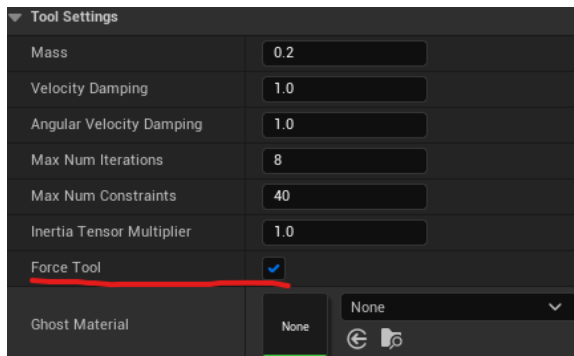 Tool Settings
Mass 0.2
Velocity Damping 1.0
Angular Velocity Damping 1.0
Max Num Iterations 8
Max Num Constraints 40
Inertia Tensor Multiplier 1.0
Force Tool
Ghost Material None None